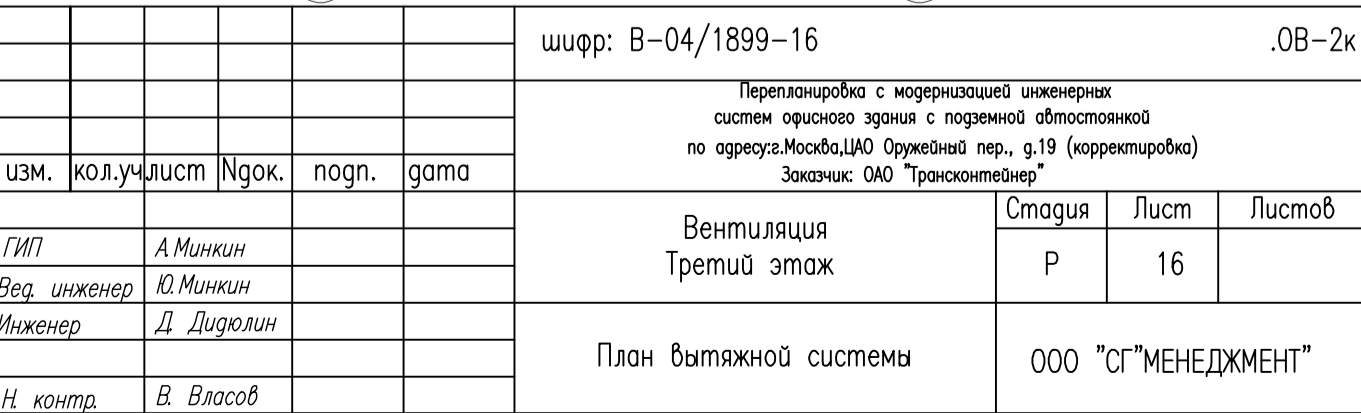 шифр: В-04/1899-16 .ОВ-2к
Перепланировка с модернизацией инженерных
систем офисного здания с подземной автостоянкой
по адресу:г.Москва,ЦАО Оружейный пер., д.19 (корректировка)
Заказчик: ОАО "Трансконтейнер"
изм. кол.уч лист Nдок. подп. дата
Вентиляция
Третий этаж
Стадия Лист Листов
Р 16
ГИП А.Минкин
Вед. инженер Ю.Минкин
Инженер Д. Дидюлин
План вытяжной системы
ООО "СГ"МЕНЕДЖМЕНТ"
Н. контр. В. Власов